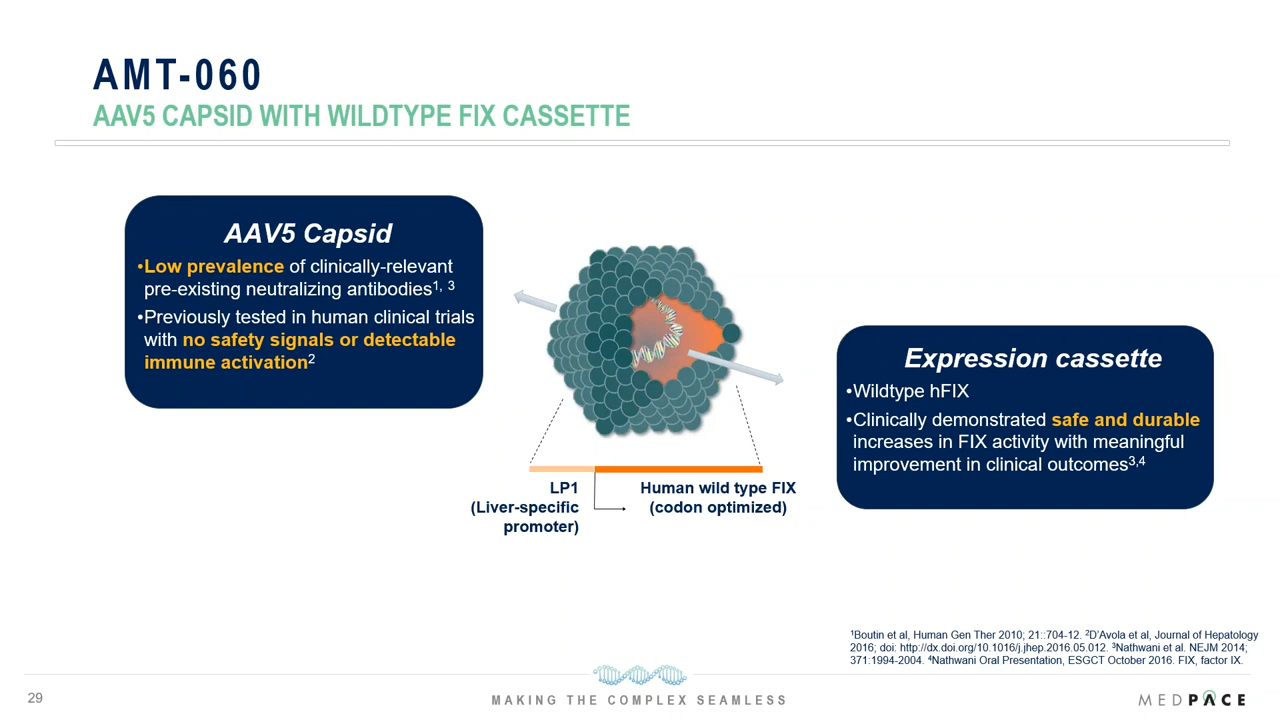 AMT-060
AAV5 CAPSID WITH WILDTYPE FIX CASSETTE
AAV5 Capsid
•Low prevalence of clinically-relevant
pre-existing neutralizing antibodies1, 3
•Previously tested in human clinical trials
with no safety signals or detectable
immune activation2
Expression cassette
•Wildtype hFIX
•Clinically demonstrated safe and durable
increases in FIX activity with meaningful
improvement in clinical outcomes3,4
LP1
(Liver-specific
promoter)
Human wild type FIX
(codon optimized)
1Boutin et al, Human Gen Ther 2010; 21::704-12. 2D'Avola et al, Journal of Hepatology
2016; doi: http://dx.doi.org/10.1016/j.jhep.2016.05.012. 3Nathwani et al. NEJM 2014;
371:1994-2004. 4Nathwani Oral Presentation, ESGCT October 2016. FIX, factor IX.
29
MAKING THE COMPLEX SEAMLESS
MEDPACE